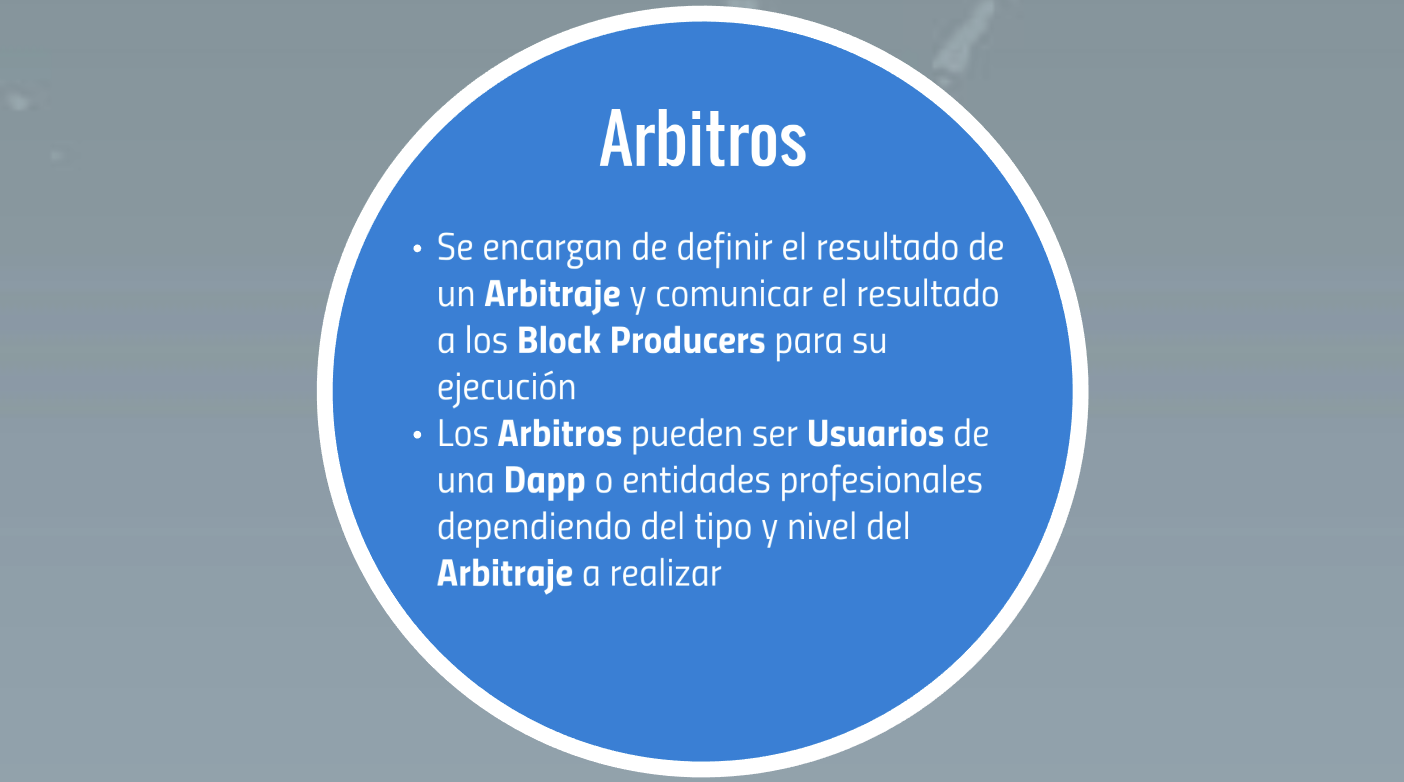 Arbitros
• Se encargan de definir el resultado de
un Arbitraje y comunicar el resultado
a los Block Producers para su
ejecución
• Los Arbitros pueden ser Usuarios de
una Dapp o entidades profesionales
dependiendo del tipo y nivel del
Arbitraje a realizar